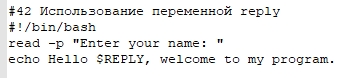 #42 Использование переменной reply
#!/bin/bash
read -p "Enter your name: "
echo Hello $REPLY, welcome to my program.